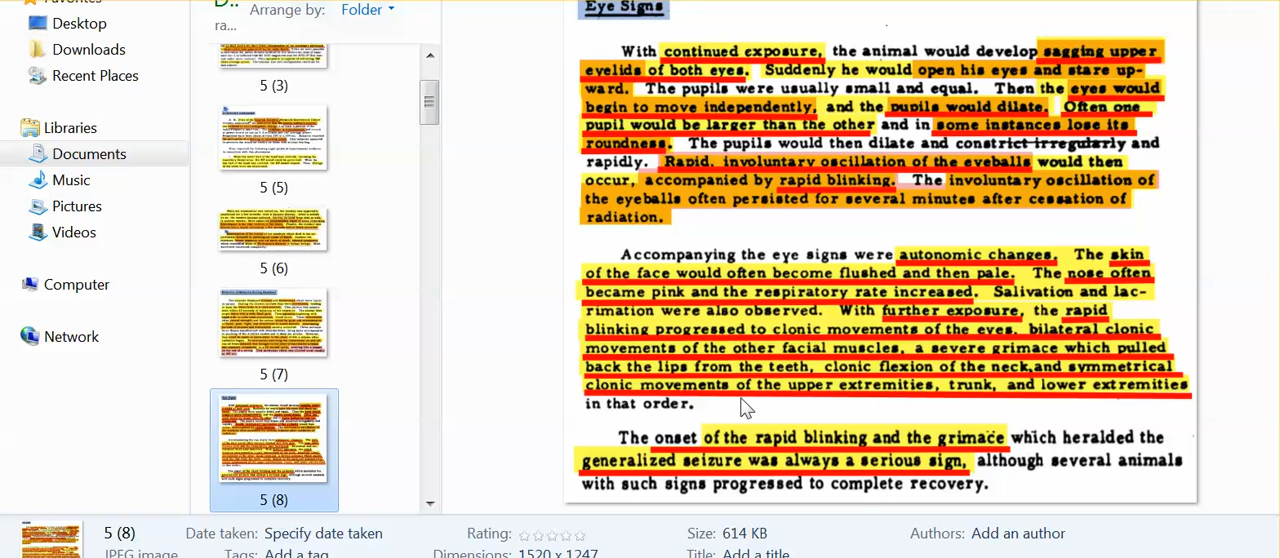 Favorites
Desktop
Downloads
Recent Places
Libraries
Documents
Music
Pictures
Videos
Computer
Network
D..
ra...
Arrange by: Folder
5 (3)
5 (5)
5 (6)
5 (7)
5 (8)
Eye Signs
With continued exposure, the animal would develop sagging upper
eyelids of both eyes. Suddenly he would open his eyes and stare up-
ward. The pupils were usually small and equal. Then the eyes would
begin to move independently, and the pupils would dilate. Often one
pupil would be larger than the other and in some instances lose its
roundness. The pupils would then dilate and constrict irregularly and
rapidly. Rapid, involuntary oscillation of the eyeballs would then
occur, accompanied by rapid blinking. The involuntary oscillation of
the eyeballs often persisted for several minutes after cessation of
radiation.
Accompanying the eye signs were autonomic changes. The skin
of the face would often become flushed and then pale. The nose often
became pink and the respiratory rate increased. Salivation and lac-
rimation were also observed. With further exposure, the rapid
blinking progressed to clonic movements of the eyes, bilateral clonic
movements of the other facial muscles, a severe grimace which pulled
back the lips from the teeth, clonic flexion of the neck, and symmetrical
clonic movements of the upper extremities, trunk, and lower extremities
in that order.
The onset of the rapid blinking and the grimace which heralded the
generalized seizure was always a serious sign, although several animals
with such signs progressed to complete recovery.
5 (8) Date taken: Specify date taken Rating: Size: 614 KB Authors: Add an author
JPEG image Tags: Add a tag Dimensions: 1520 x 1247 Title: Add a title